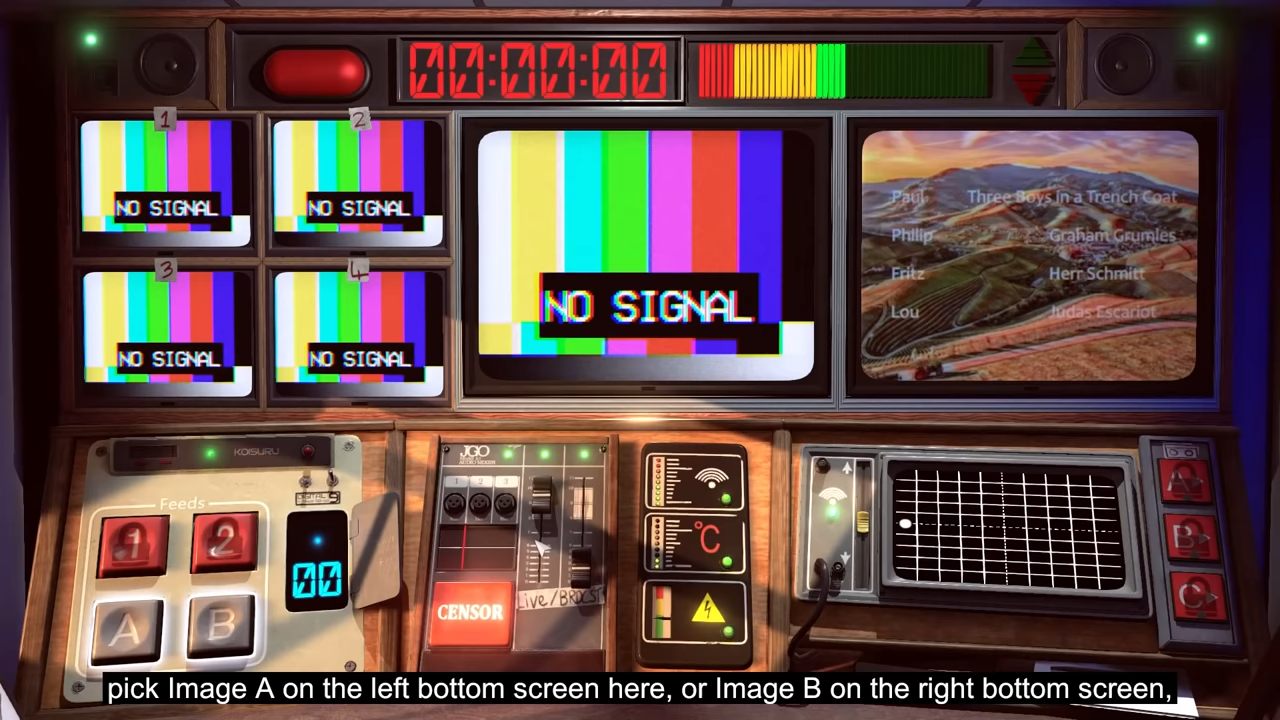 00:00:00
1
2
NO SIGNAL
NO SIGNAL
3
4
NO SIGNAL
NO SIGNAL
NO SIGNAL
Paul Three Boys in a Trench Coat
Philip Graham Grumles
Fritz Herr Schmitt
Lou Judas Escariot
KOISURU
Feeds
1
2
A
B
00
JGO
1 2 3
CENSOR
Live/BRDCST
°C
A
B
C
pick Image A on the left bottom screen here, or Image B on the right bottom screen,